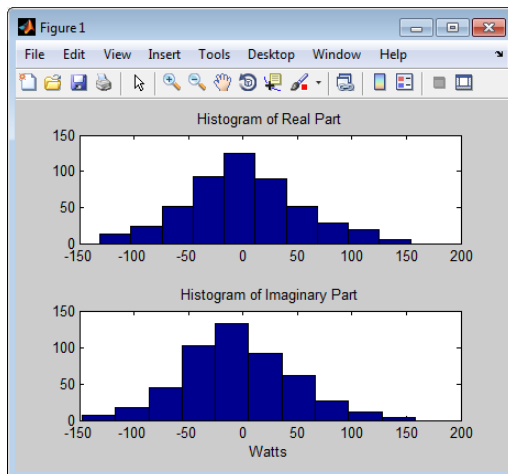 Figure 1
File Edit View Insert Tools Desktop Window Help
Histogram of Real Part
150
100
50
0
-150 -100 -50 0 50 100 150 200
Histogram of Imaginary Part
150
100
50
0
-150 -100 -50 0 50 100 150 200
Watts